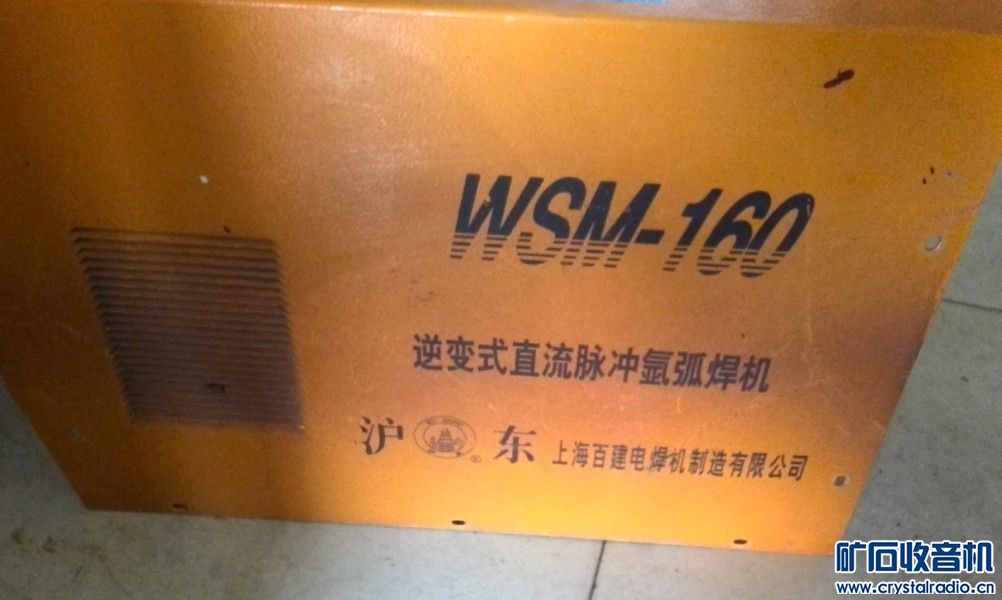 WSM-160
逆变式直流脉冲氩弧焊机
沪 ® 东 上海百建电焊机制造有限公司
矿石收音机
www.crystalradio.cn